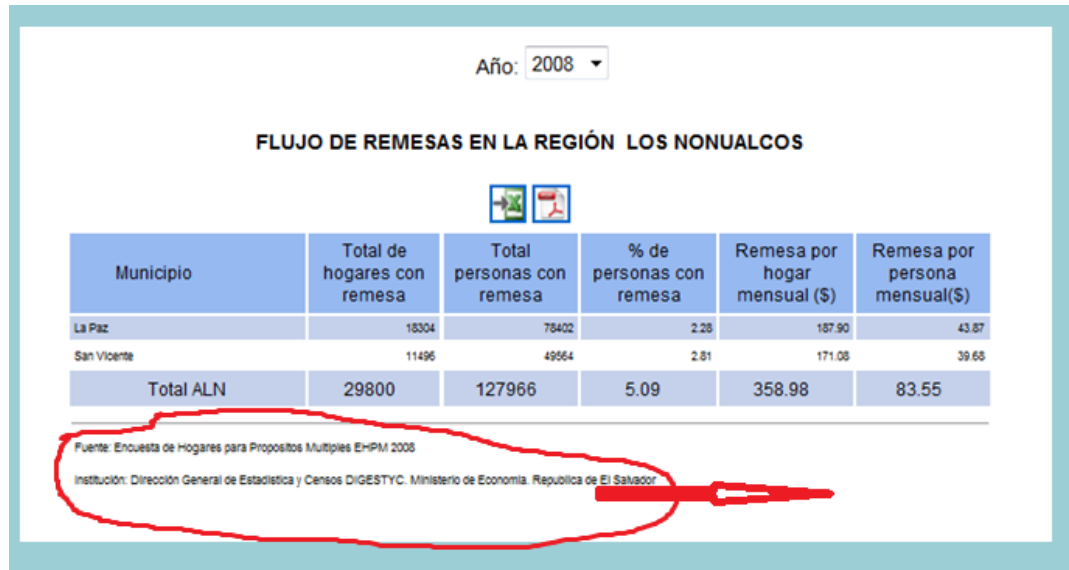 Año: 2008
FLUJO DE REMESAS EN LA REGIÓN LOS NONUALCOS
Municipio Total de hogares con remesa Total personas con remesa % de personas con remesa Remesa por hogar mensual ($) Remesa por persona mensual($)
La Paz 18304 78402 2.28 187.90 43.87
San Vicente 11496 49564 2.81 171.08 39.68
Total ALN 29800 127966 5.09 358.98 83.55
Fuente: Encuesta de Hogares para Propositos Multiples EHPM 2008
Institución: Dirección General de Estadistica y Censos DIGESTYC. Ministerio de Economia. Republica de El Salvador